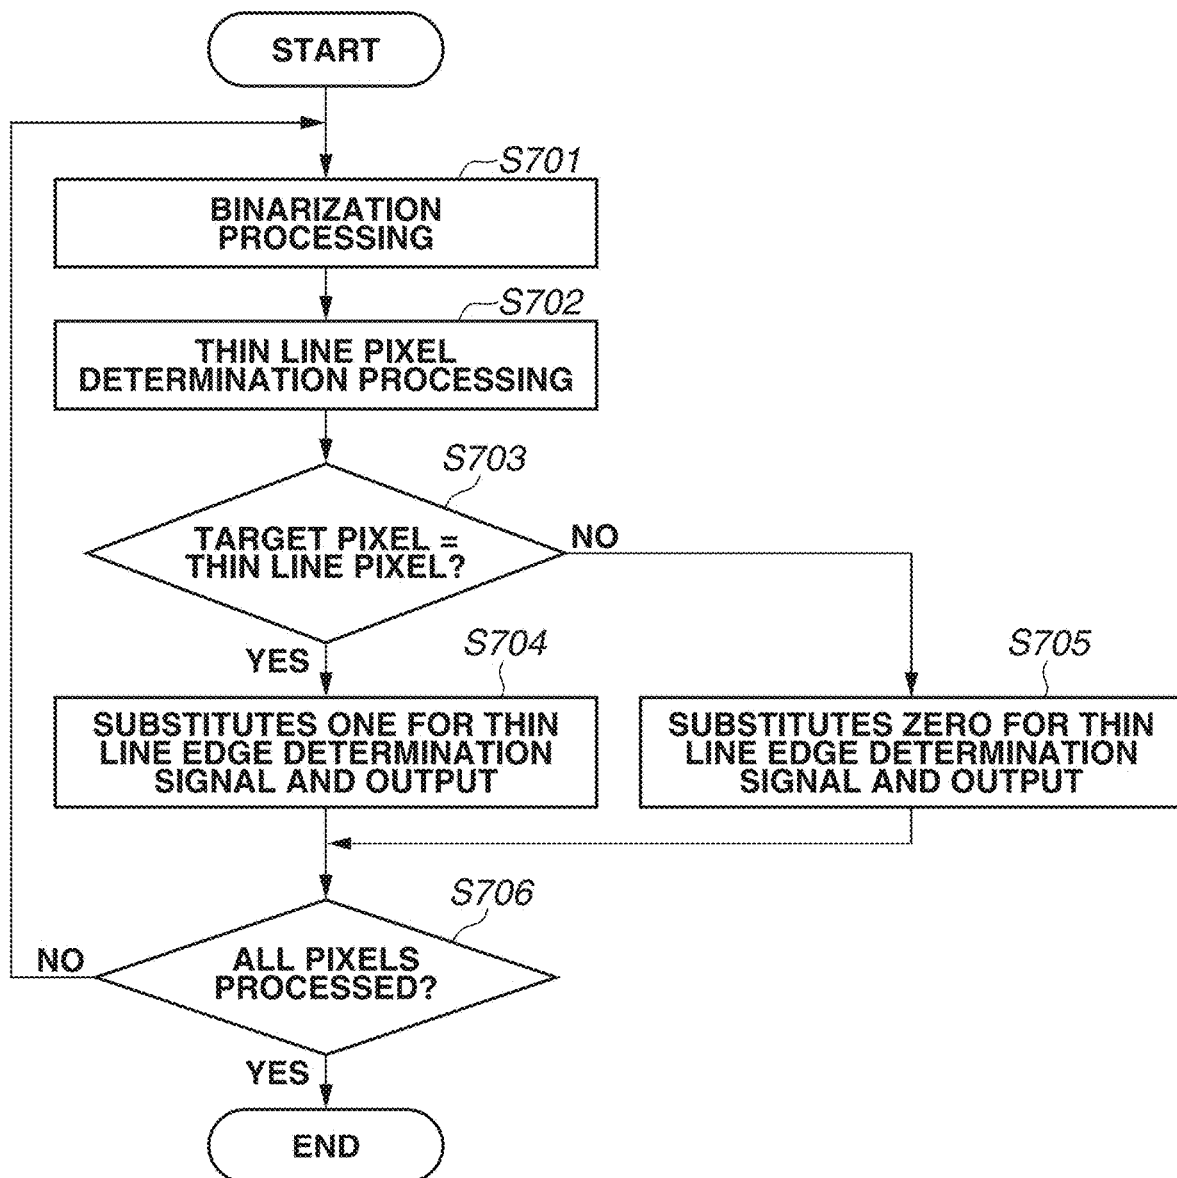 START
S701
BINARIZATION
PROCESSING
S702
THIN LINE PIXEL
DETERMINATION PROCESSING
S703
TARGET PIXEL =
THIN LINE PIXEL?
NO
YES
S704
SUBSTITUTES ONE FOR THIN
LINE EDGE DETERMINATION
SIGNAL AND OUTPUT
S705
SUBSTITUTES ZERO FOR THIN
LINE EDGE DETERMINATION
SIGNAL AND OUTPUT
S706
ALL PIXELS
PROCESSED?
NO
YES
END